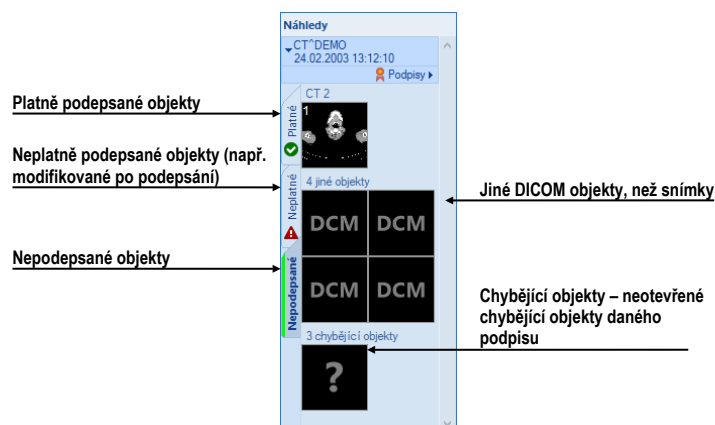 Náhledy
CT^DEMO
24.02.2003 13:12:10
Podpisy
CT 2
1
Platně podepsané objekty
Platné
Neplatně podepsané objekty (např.
modifikované po podepsání)
Neplatné
4 jiné objekty
Jiné DICOM objekty, než snímky
DCM DCM
Nepodepsané objekty
Nepodepsané
DCM DCM
Chybějící objekty – neotevřené
chybějící objekty daného
podpisu
3 chybějící objekty
?